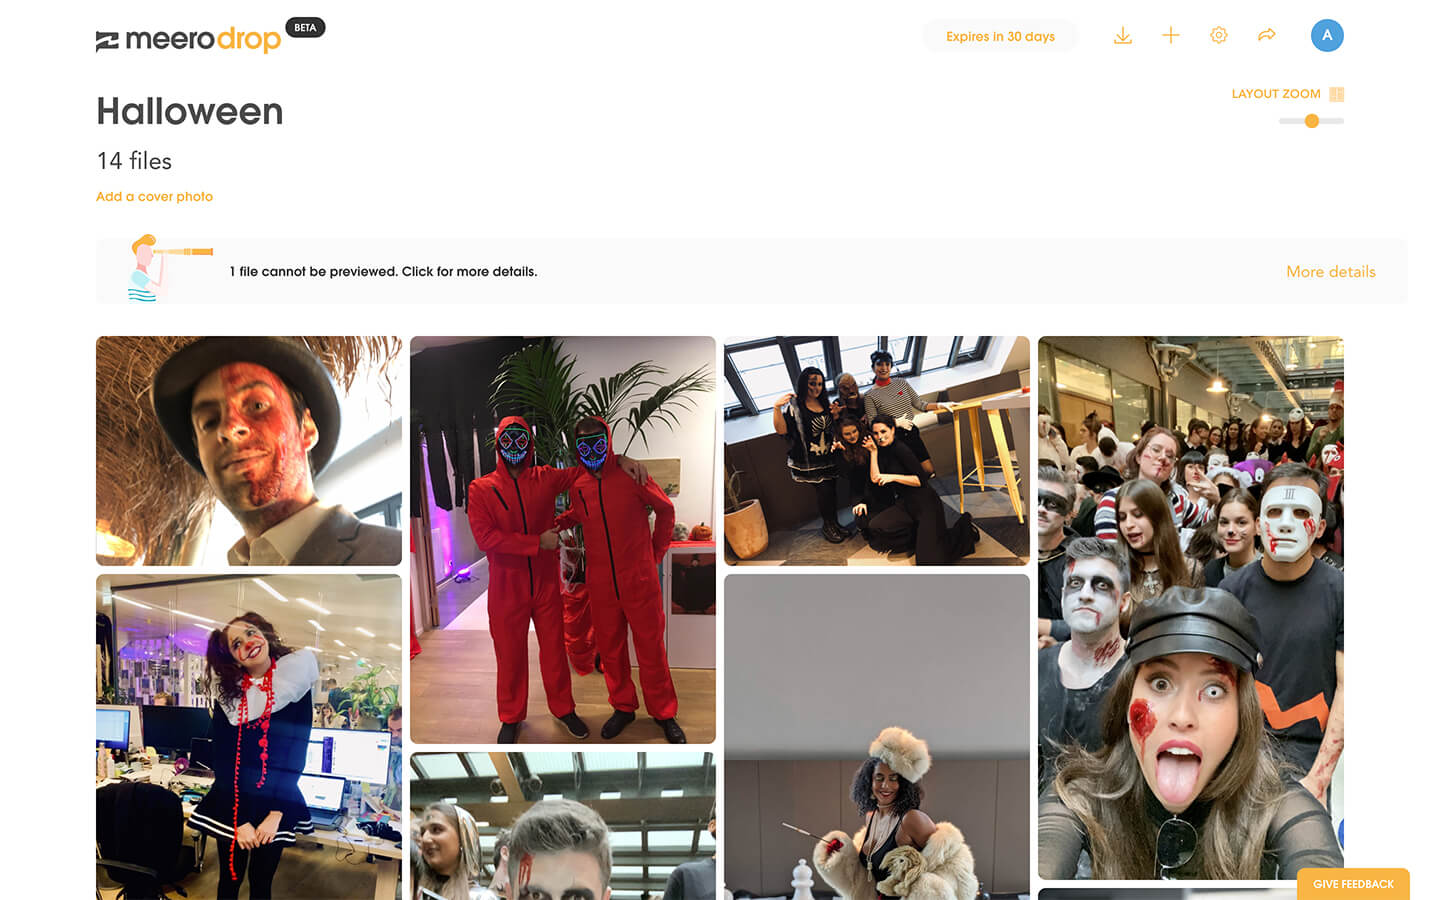 meerodrop BETA
Expires in 30 days
A
Halloween
LAYOUT ZOOM
14 files
Add a cover photo
1 file cannot be previewed. Click for more details.
More details
III
GIVE FEEDBACK